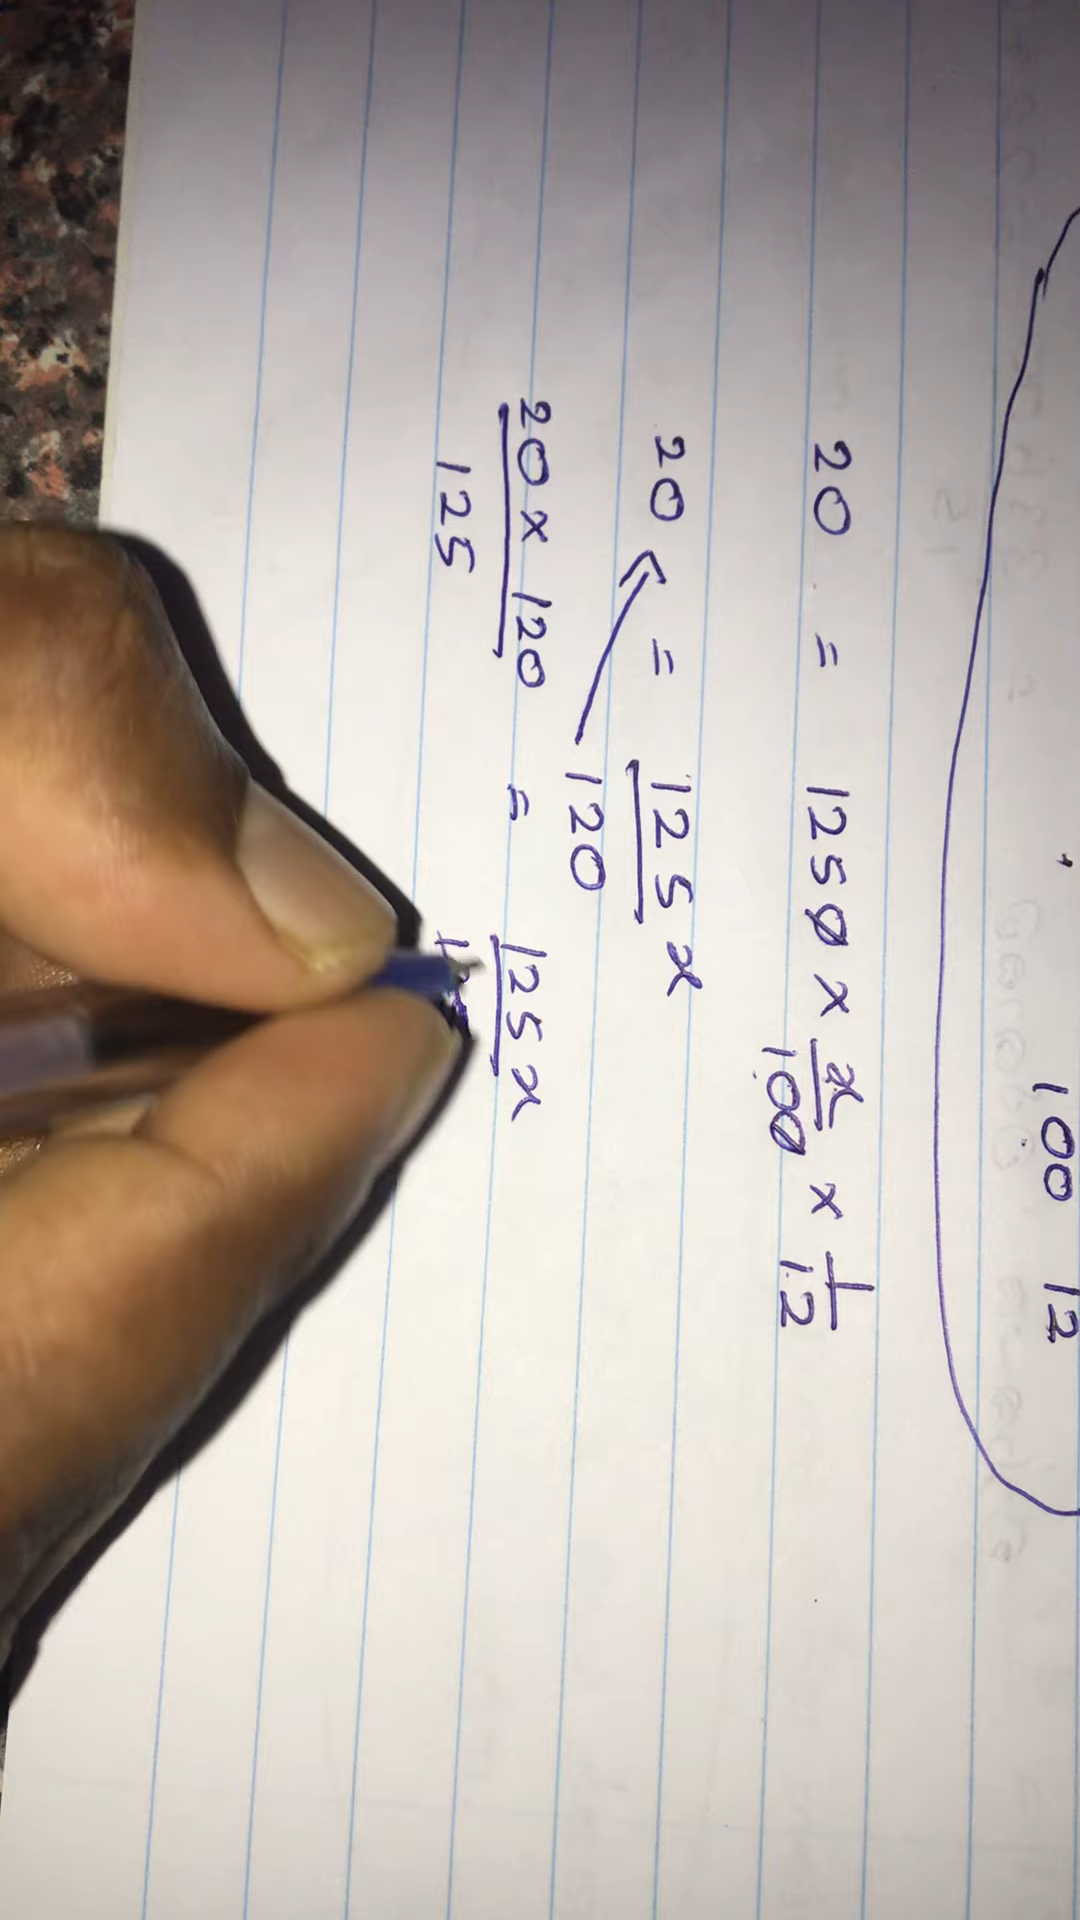 100 12
20 = 1250 x x/100 x 1/12
20 = 125x/120
20 x 120/125 = 125x/